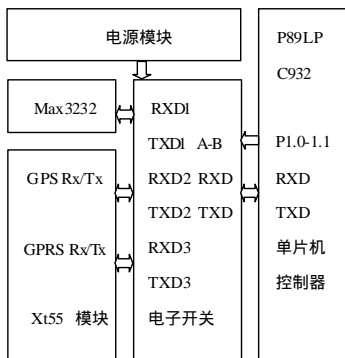 电源模块
Max3232
GPS Rx/Tx
GPRS Rx/Tx
Xt55 模块
RXD1
TXD1 A-B
RXD2 RXD
TXD2 TXD
RXD3
TXD3
电子开关
P89LP
C932
P1.0-1.1
RXD
TXD
单片机
控制器